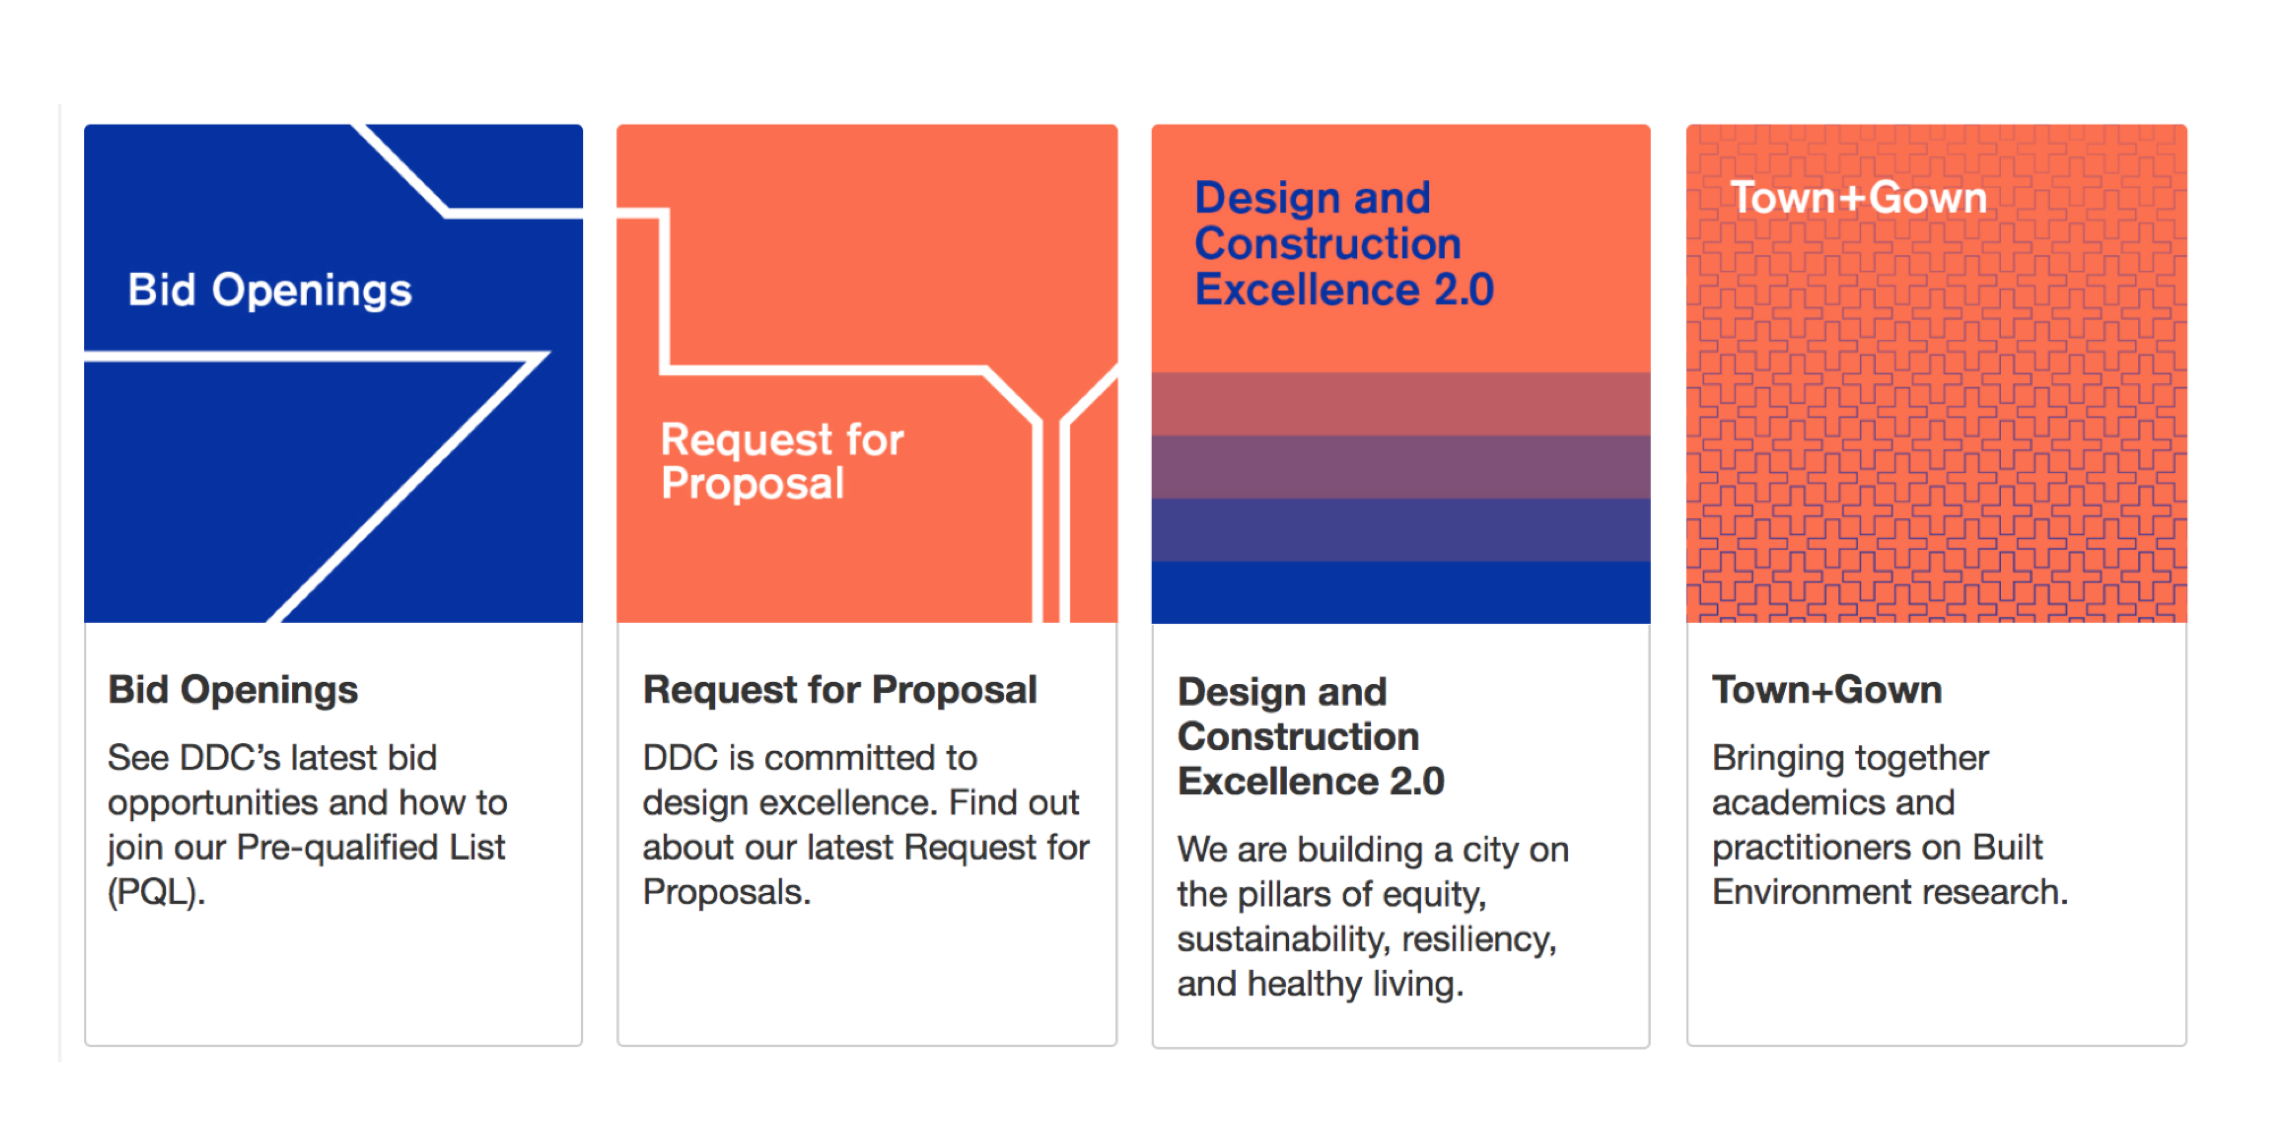 Bid Openings
Bid Openings
See DDC’s latest bid
opportunities and how to
join our Pre-qualified List
(PQL).
Request for
Proposal
Request for Proposal
DDC is committed to
design excellence. Find out
about our latest Request for
Proposals.
Design and
Construction
Excellence 2.0
Design and
Construction
Excellence 2.0
We are building a city on
the pillars of equity,
sustainability, resiliency,
and healthy living.
Town+Gown
Town+Gown
Bringing together
academics and
practitioners on Built
Environment research.